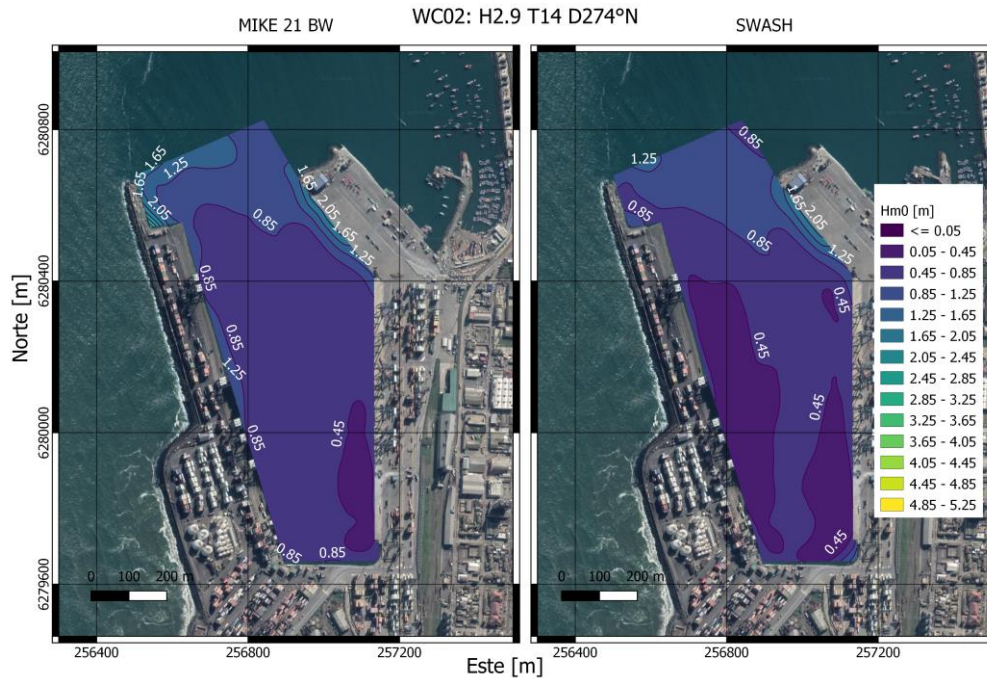 WC02: H2.9 T14 D274°N
MIKE 21 BW
SWASH
6280800
6280400
6280000
6279600
Norte [m]
1.65
1.25
1.65
2.05
1.65
2.05
1.65
1.25
0.85
0.85
0.85
1.25
0.85
0.45
0.85
0.85
0 100 200 m
256400
256800
257200
0.85
1.25
0.85
1.65
2.05
1.25
0.85
0.45
0.45
0.45
0.45
0 100 200 m
256400
256800
257200
Este [m]
Hm0 [m]
<= 0.05
0.05 - 0.45
0.45 - 0.85
0.85 - 1.25
1.25 - 1.65
1.65 - 2.05
2.05 - 2.45
2.45 - 2.85
2.85 - 3.25
3.25 - 3.65
3.65 - 4.05
4.05 - 4.45
4.45 - 4.85
4.85 - 5.25